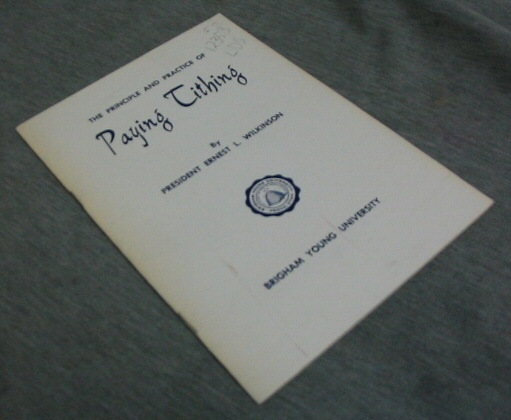 THE PRINCIPLE AND PRACTICE OF
Paying Tithing
By
PRESIDENT ERNEST L. WILKINSON
BRIGHAM YOUNG UNIVERSITY